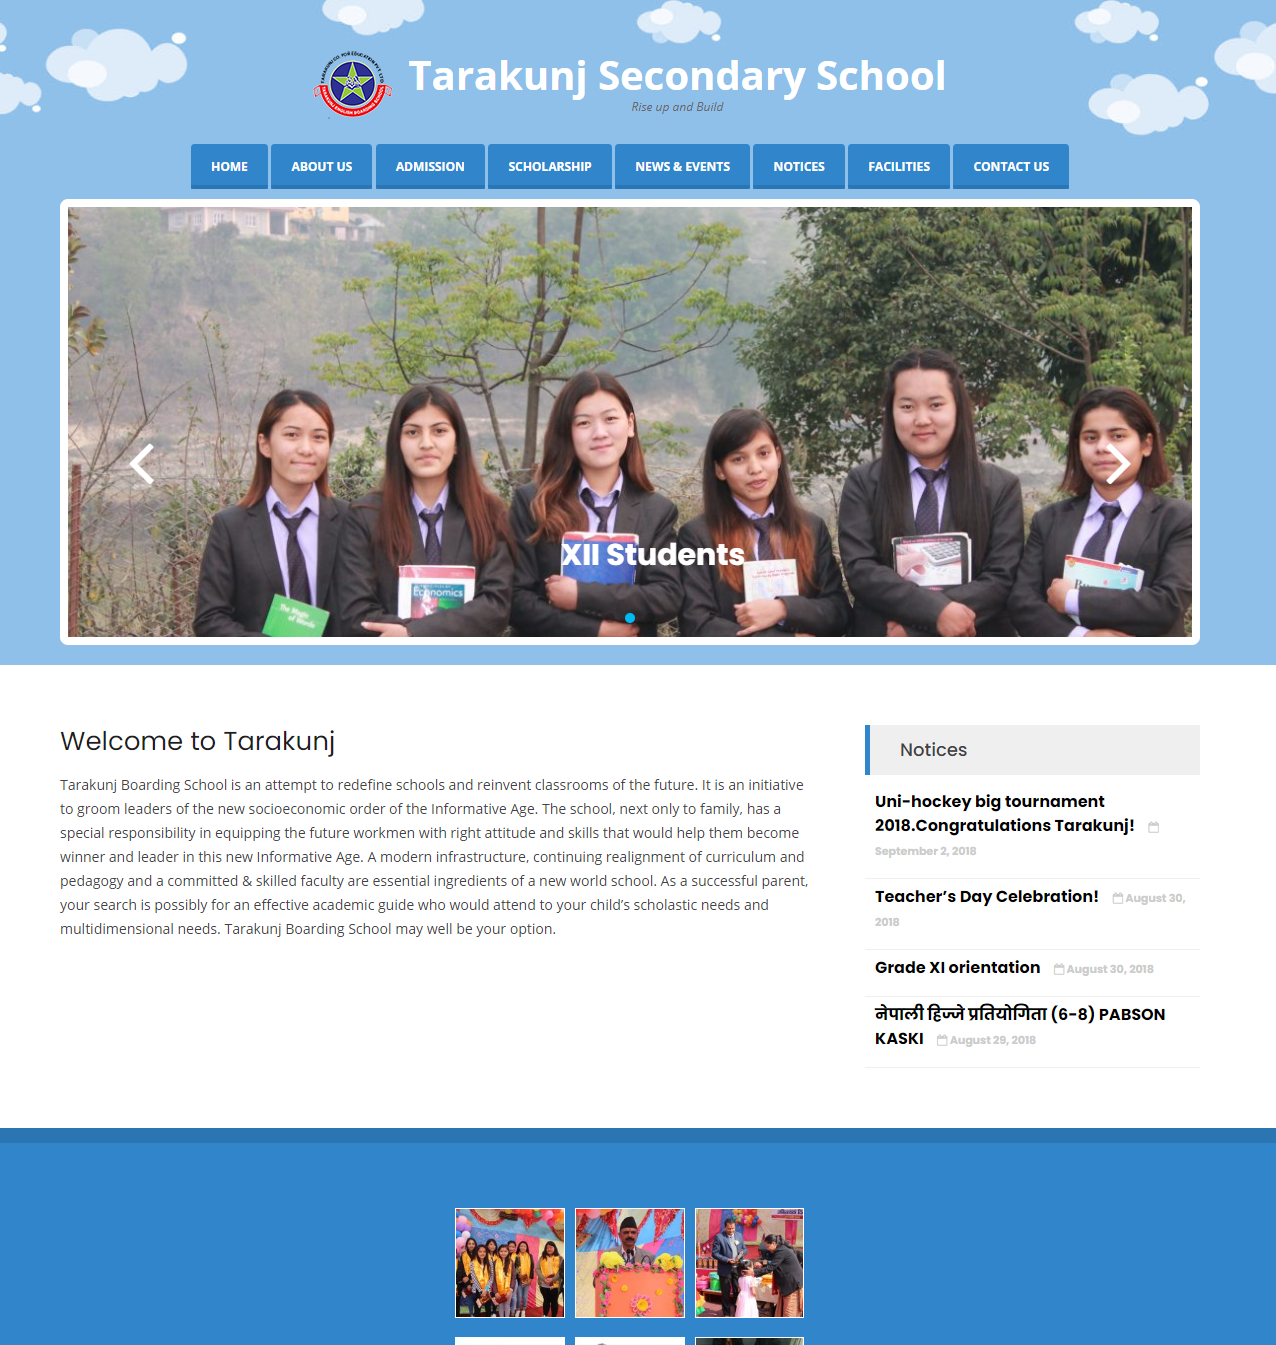 Tarakunj Secondary School
Rise up and Build
HOME
ABOUT US
ADMISSION
SCHOLARSHIP
NEWS & EVENTS
NOTICES
FACILITIES
CONTACT US
Economics
XII Students
Welcome to Tarakunj
Tarakunj Boarding School is an attempt to redefine schools and reinvent classrooms of the future. It is an initiative
to groom leaders of the new socioeconomic order of the Informative Age. The school, next only to family, has a
special responsibility in equipping the future workmen with right attitude and skills that would help them become
winner and leader in this new Informative Age. A modern infrastructure, continuing realignment of curriculum and
pedagogy and a committed & skilled faculty are essential ingredients of a new world school. As a successful parent,
your search is possibly for an effective academic guide who would attend to your child’s scholastic needs and
multidimensional needs. Tarakunj Boarding School may well be your option.
Notices
Uni-hockey big tournament
2018.Congratulations Tarakunj!
September 2, 2018
Teacher’s Day Celebration! August 30,
2018
Grade XI orientation August 30, 2018
नेपाली हिज्जे प्रतियोगिता (6-8) PABSON
KASKI August 29, 2018